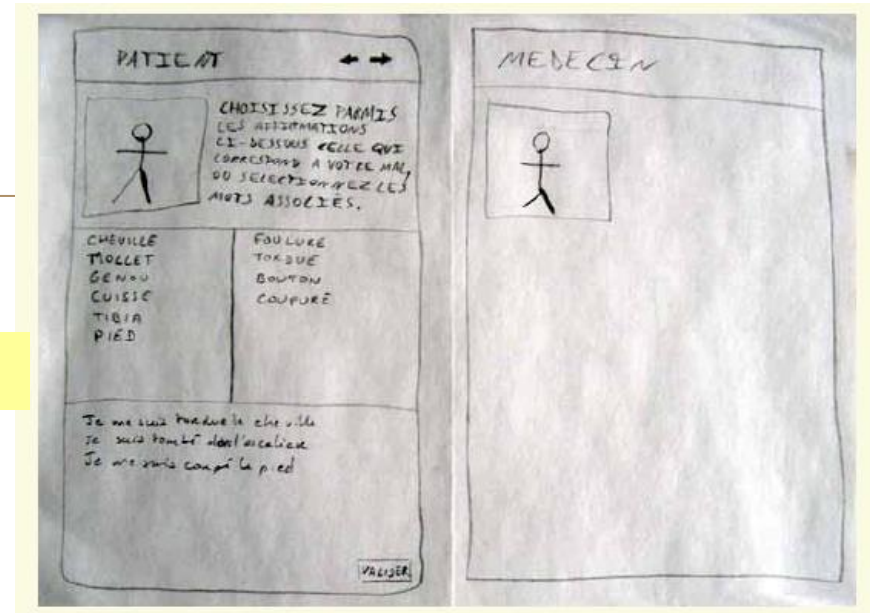 PATIENT
CHOISISSEZ PARMIS
LES AFFIRMATIONS
CI-DESSOUS CELLE QUI
CORRESPOND A VOTRE MAL,
OU SELECTIONNEZ LES
MOTS ASSOCIÉS.
CHEVILLE
MOLLET
GENOU
CUISSE
TIBIA
PIED
FOULURE
TORDUE
BOUTON
COUPURE
Je me suis tordue la cheville
Je suis tombé dans l'escalier
Je me suis coupé le pied
VALIDER
MEDECIN